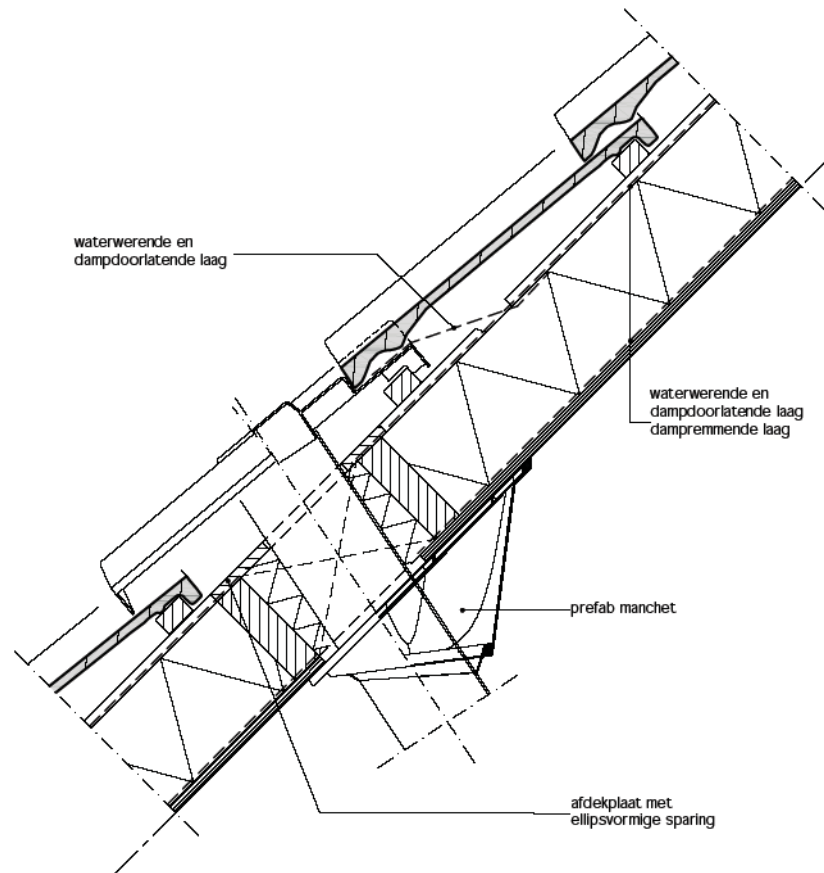 waterwerende en
dampdoorlatende laag
waterwerende en
dampdoorlatende laag
dampremmende laag
prefab manchet
afdekplaat met
ellipsvormige sparing